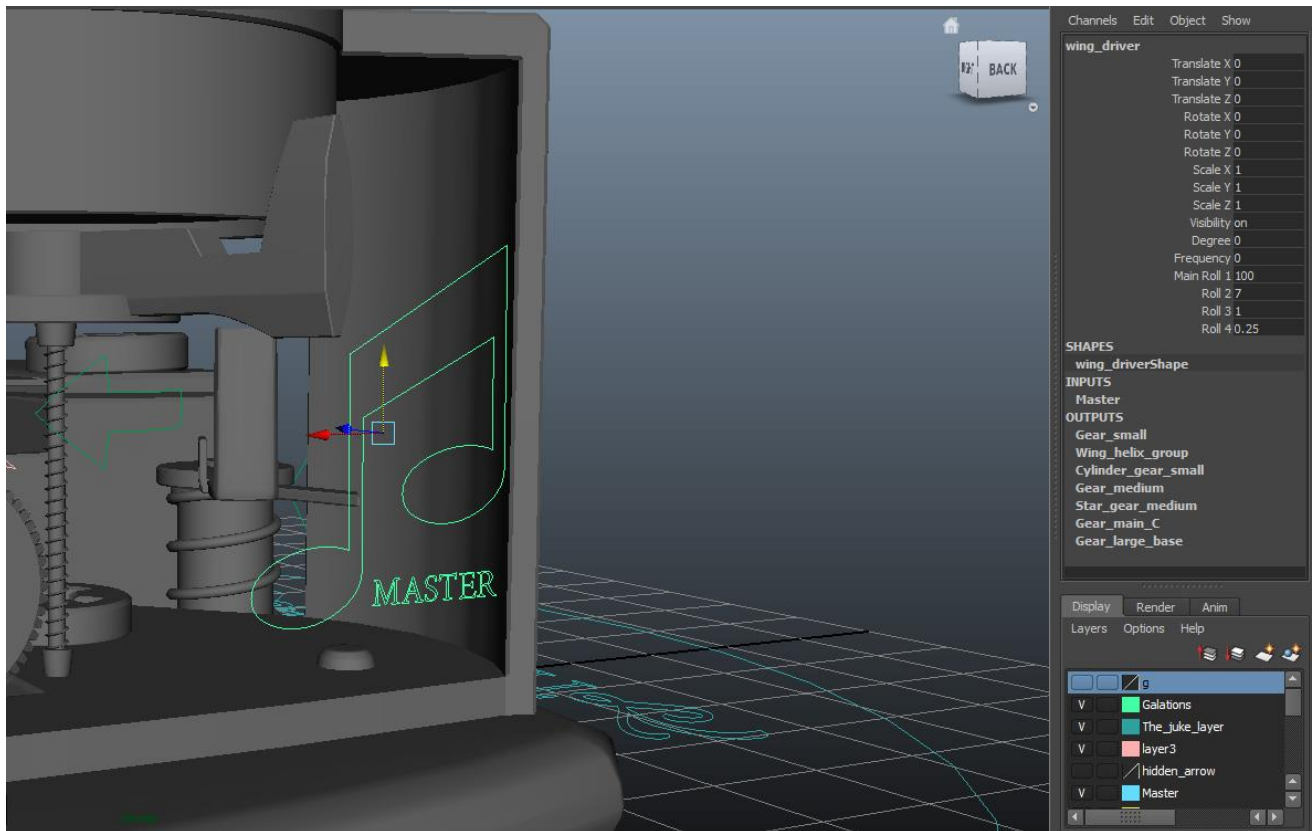 Channels Edit Object Show
wing_driver
Translate X 0
Translate Y 0
Translate Z 0
Rotate X 0
Rotate Y 0
Rotate Z 0
Scale X 1
Scale Y 1
Scale Z 1
Visibility on
Degree 0
Frequency 0
Main Roll 1 100
Roll 2 7
Roll 3 1
Roll 4 0.25
SHAPES
wing_driverShape
INPUTS
Master
OUTPUTS
Gear_small
Wing_helix_group
Cylinder_gear_small
Gear_medium
Star_gear_medium
Gear_main_C
Gear_large_base
Display Render Anim
Layers Options Help
g
V Galations
V The_juke_layer
V layer3
hidden_arrow
V Master
BACK
MASTER